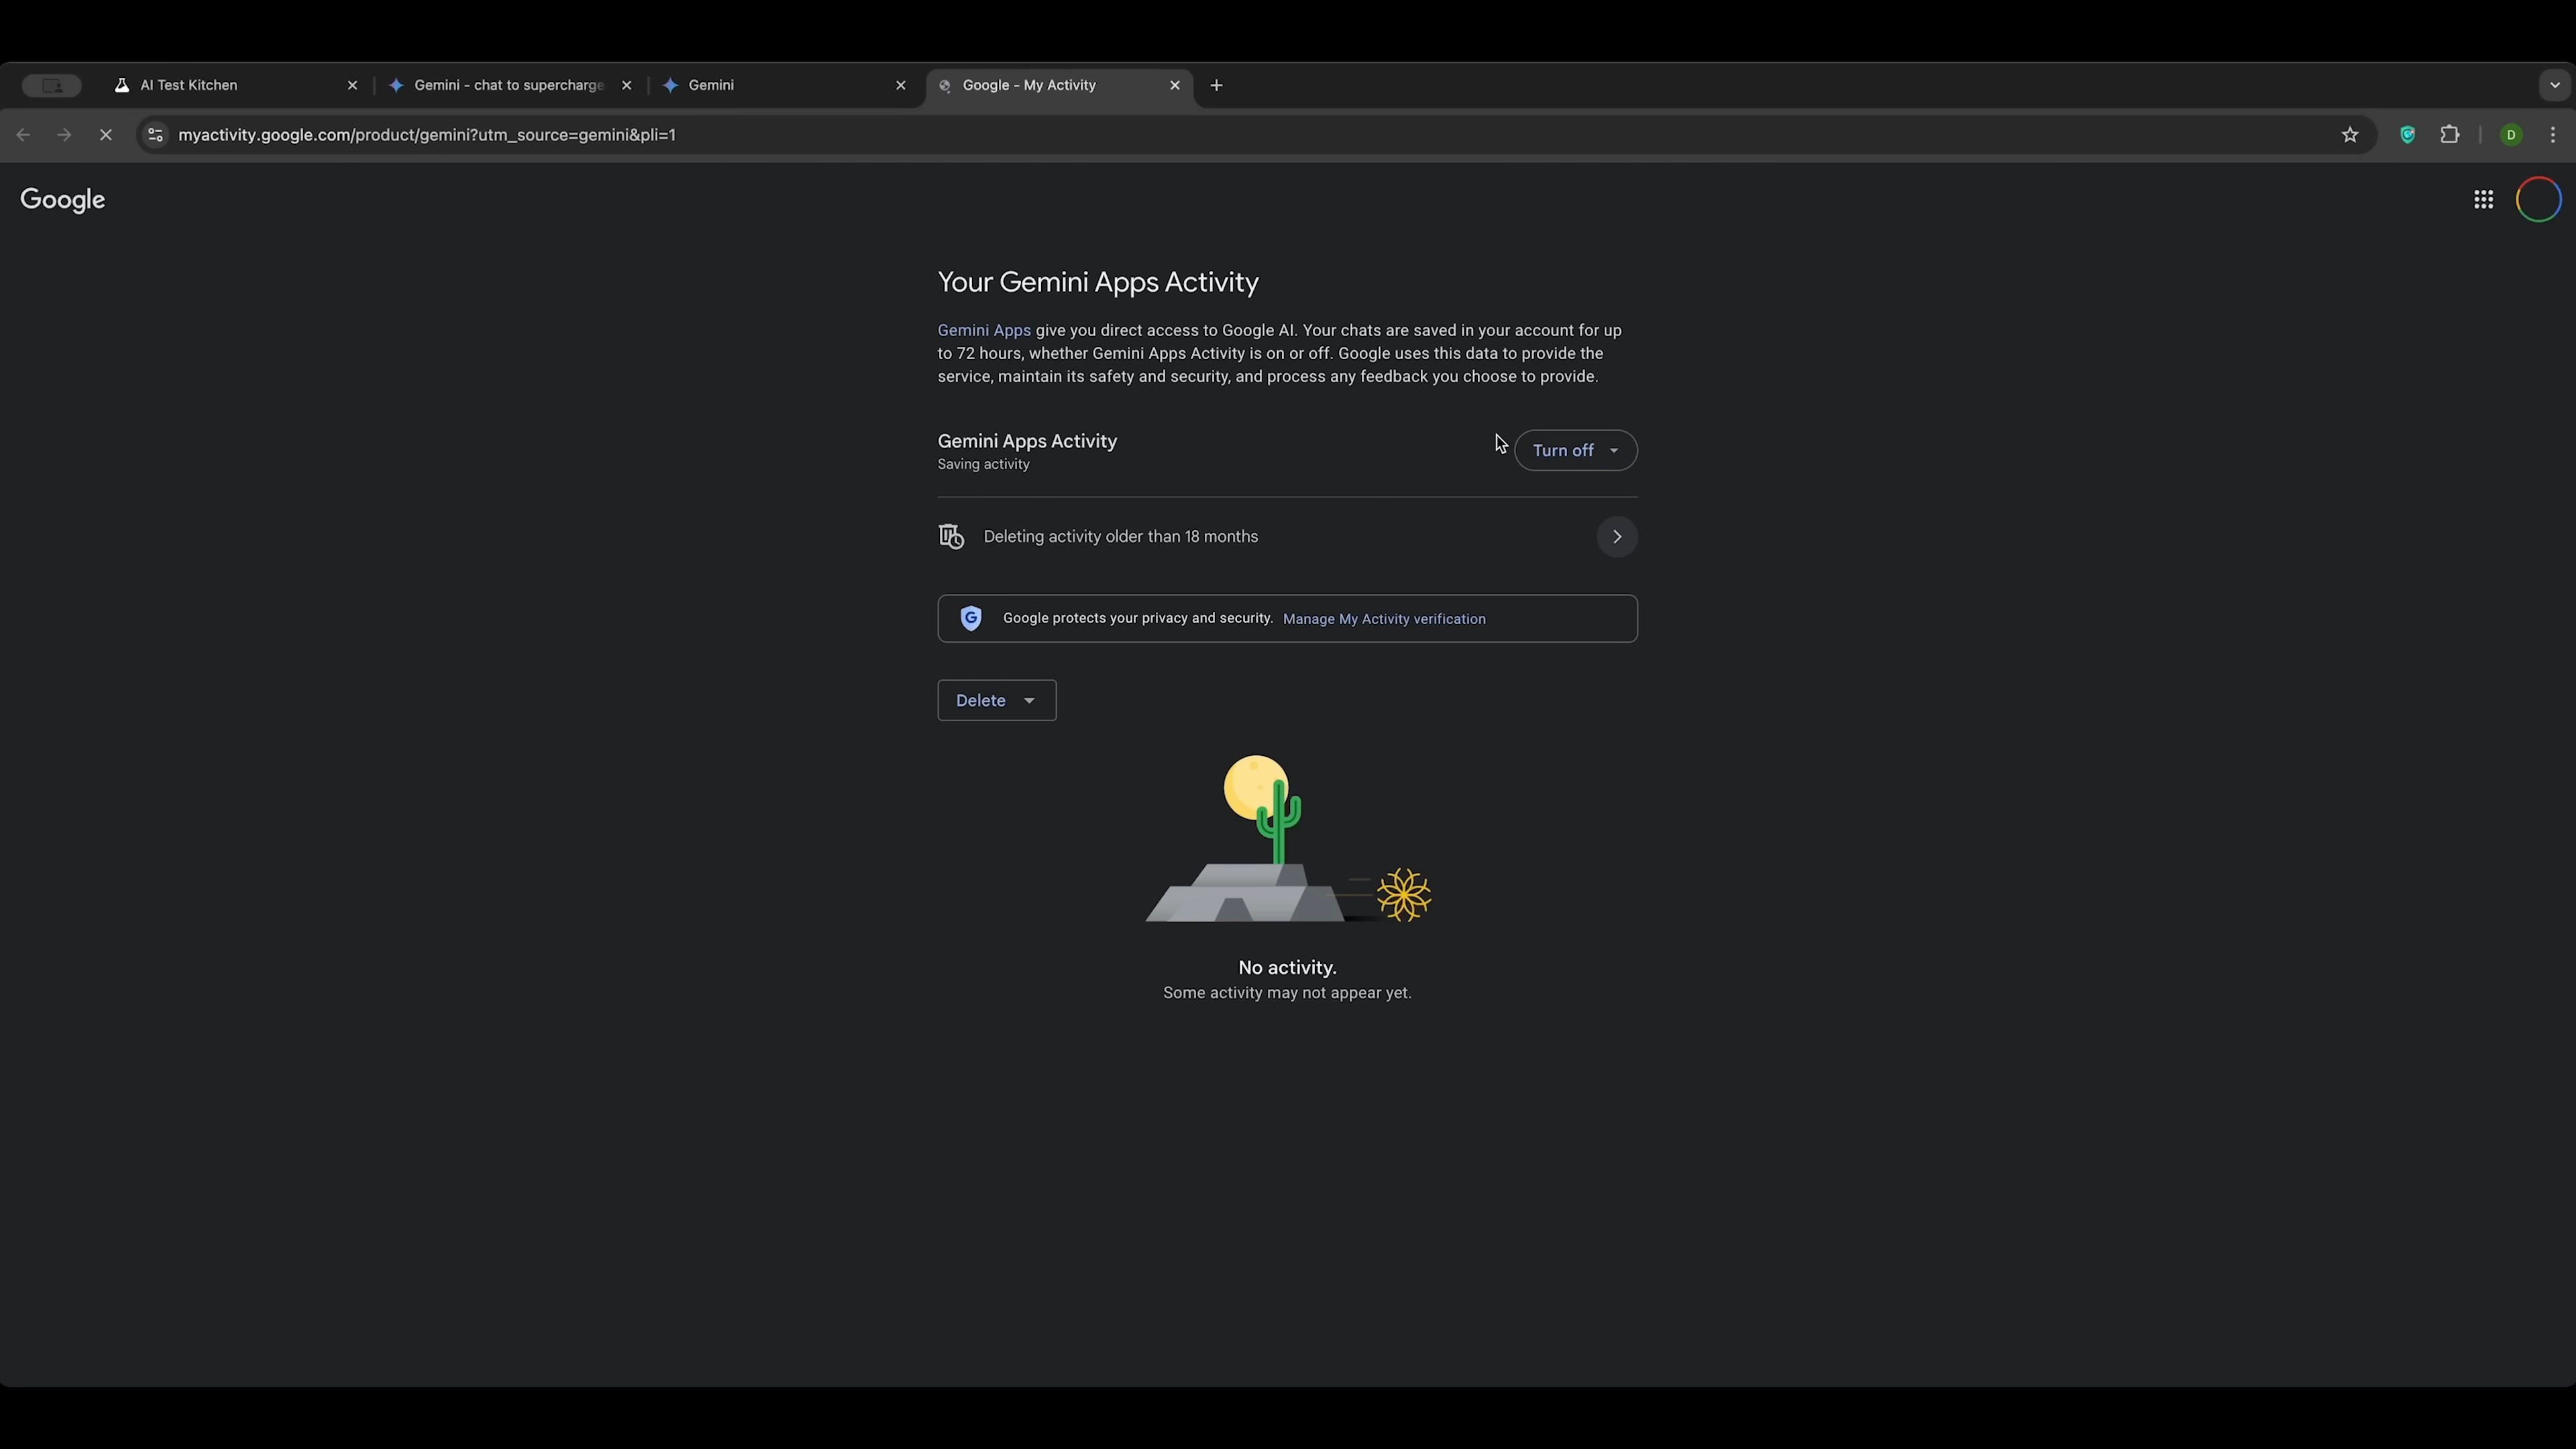 AI Test Kitchen
Gemini - chat to supercharge
Gemini
Google - My Activity
myactivity.google.com/product/gemini?utm_source=gemini&pli=1
D
Google
Your Gemini Apps Activity
Gemini Apps give you direct access to Google AI. Your chats are saved in your account for up
to 72 hours, whether Gemini Apps Activity is on or off. Google uses this data to provide the
service, maintain its safety and security, and process any feedback you choose to provide.
Gemini Apps Activity
Saving activity
Turn off
Deleting activity older than 18 months
G
Google protects your privacy and security. Manage My Activity verification
Delete
No activity.
Some activity may not appear yet.